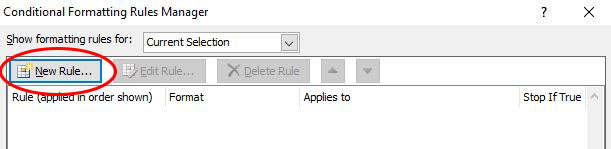 Conditional Formatting Rules Manager
Show formatting rules for: Current Selection
New Rule... Edit Rule... Delete Rule
Rule (applied in order shown) Format Applies to Stop If True